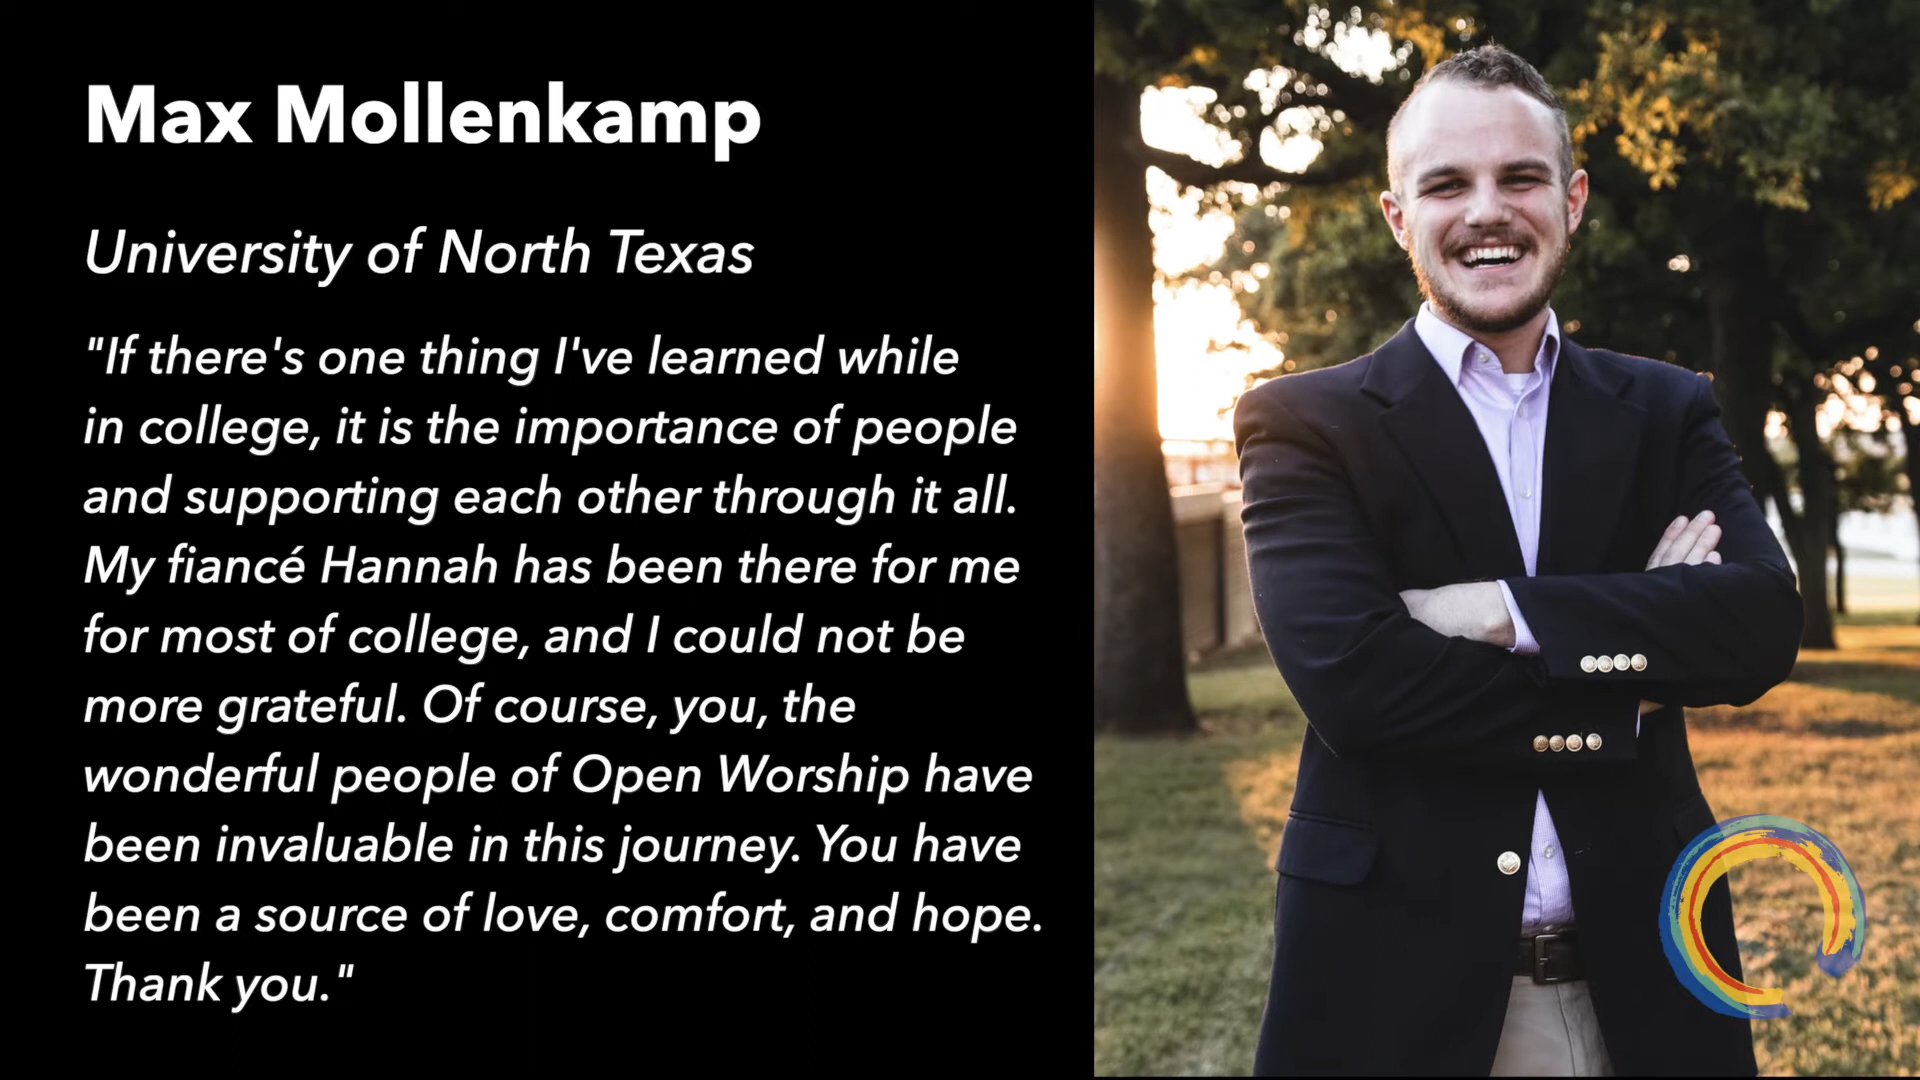 Max Mollenkamp
University of North Texas
"If there's one thing I've learned while
in college, it is the importance of people
and supporting each other through it all.
My fiancé Hannah has been there for me
for most of college, and I could not be
more grateful. Of course, you, the
wonderful people of Open Worship have
been invaluable in this journey. You have
been a source of love, comfort, and hope.
Thank you."